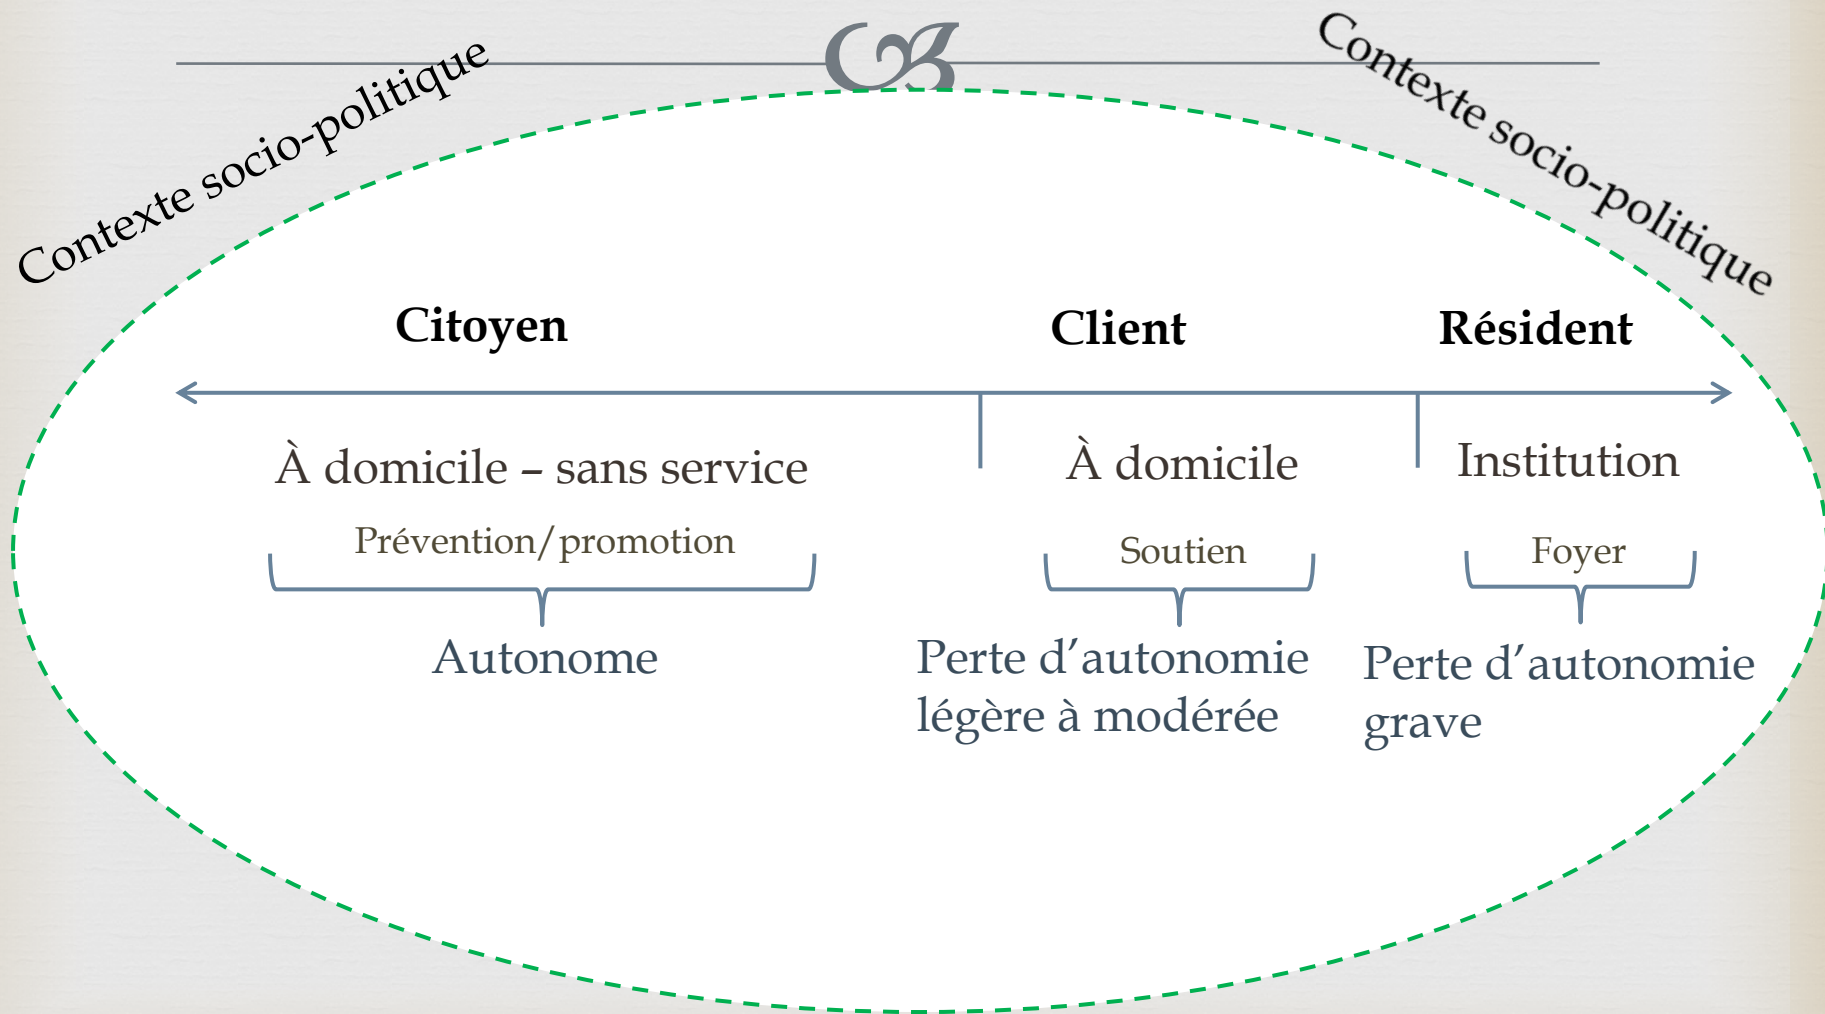 Contexte socio-politique
Contexte socio-politique
Citoyen
Client
Résident
À domicile – sans service
À domicile
Institution
Prévention/promotion
Soutien
Foyer
Autonome
Perte d’autonomie
légère à modérée
Perte d’autonomie
grave